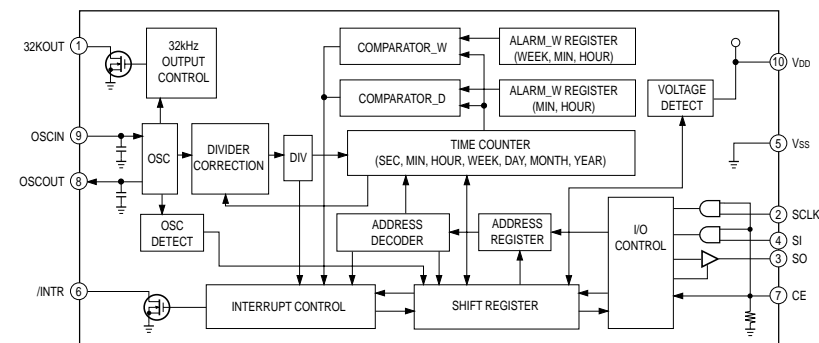 32KOUT
1
32kHz
OUTPUT
CONTROL
COMPARATOR_W
ALARM_W REGISTER
(WEEK, MIN, HOUR)
10
VDD
COMPARATOR_D
ALARM_W REGISTER
(MIN, HOUR)
VOLTAGE
DETECT
OSCIN
9
OSC
DIVIDER
CORRECTION
DIV
TIME COUNTER
(SEC, MIN, HOUR, WEEK, DAY, MONTH, YEAR)
5
VSS
OSCOUT
8
OSC
DETECT
ADDRESS
DECODER
ADDRESS
REGISTER
I/O
CONTROL
2
SCLK
4
SI
3
SO
/INTR
6
INTERRUPT CONTROL
SHIFT REGISTER
7
CE